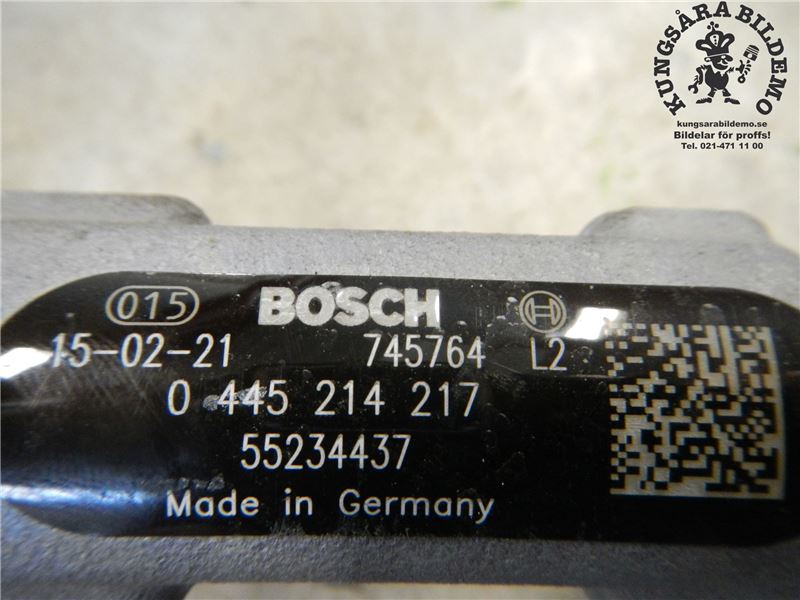 KUNGSÅRA BILDEMO
kungsarabildemo.se
Bildelar för proffs!
Tel. 021-471 11 00
015 BOSCH
15-02-21 745764 L2
0 445 214 217
55234437
Made in Germany